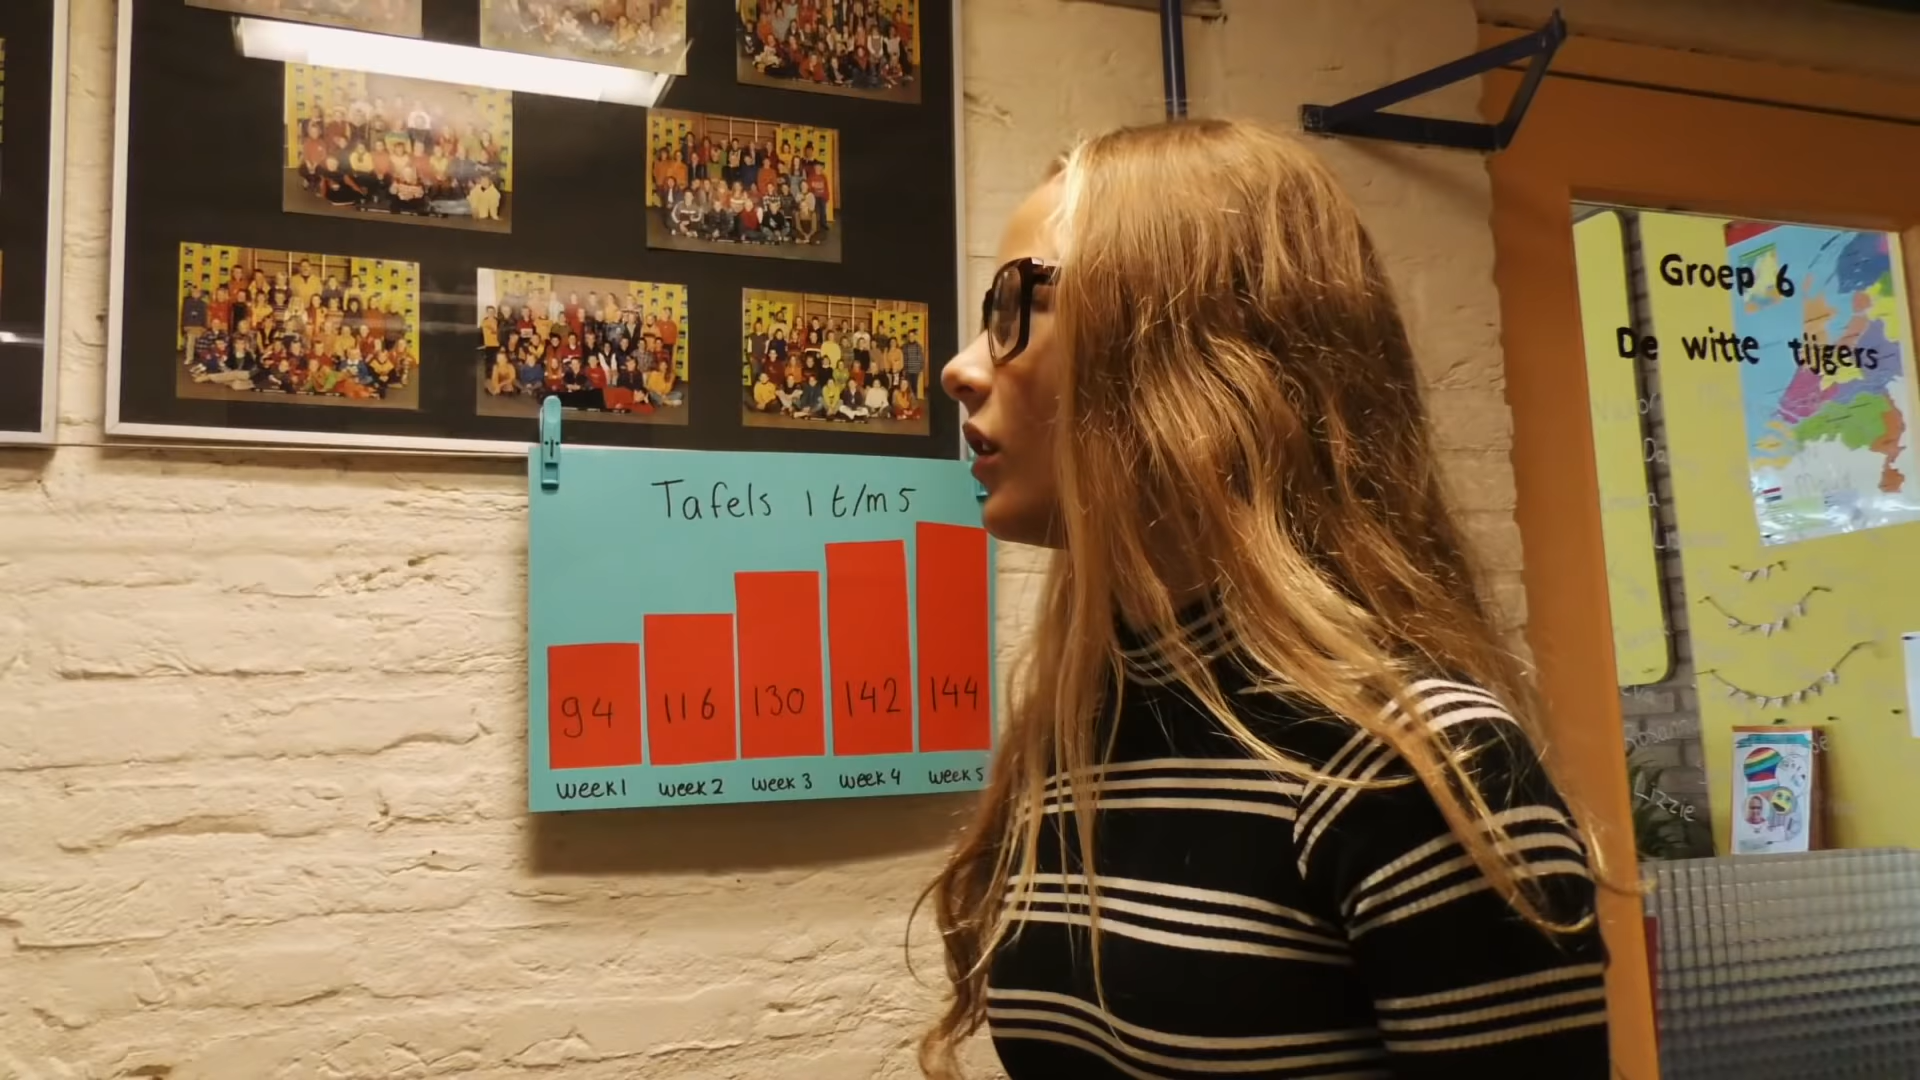 Tafels 1 t/m 5
94 116 130 142 144
week 1 week 2 week 3 week 4 week 5
Groep 6
De witte tijgers
Lizzie